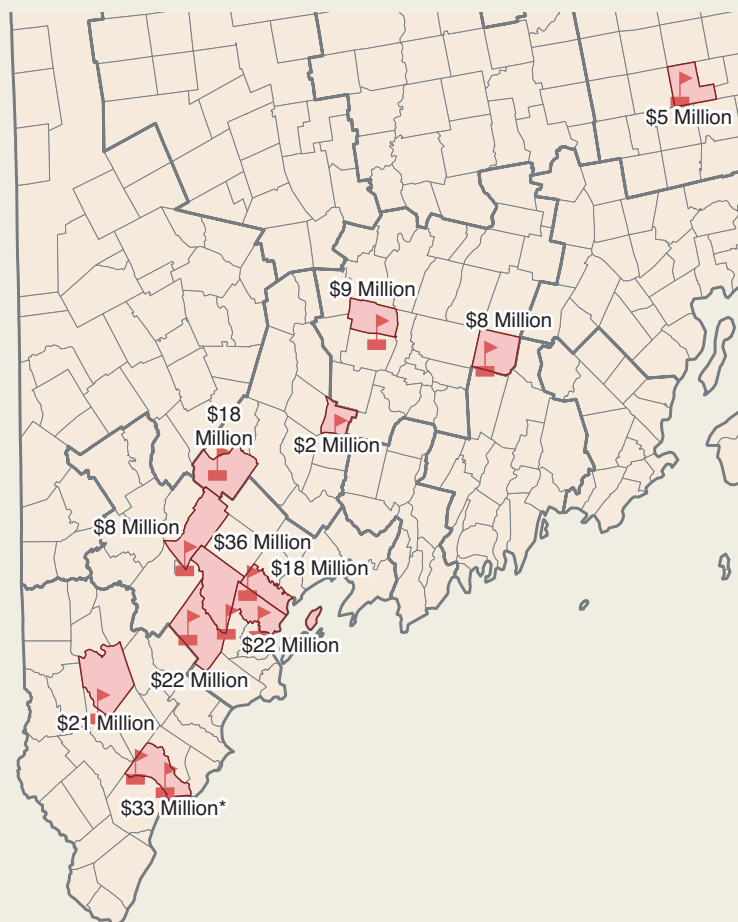 $5 Million
$9 Million
$8 Million
$18
Million
$2 Million
$8 Million
$36 Million
$18 Million
$22 Million
$22 Million
$21 Million
$33 Million*